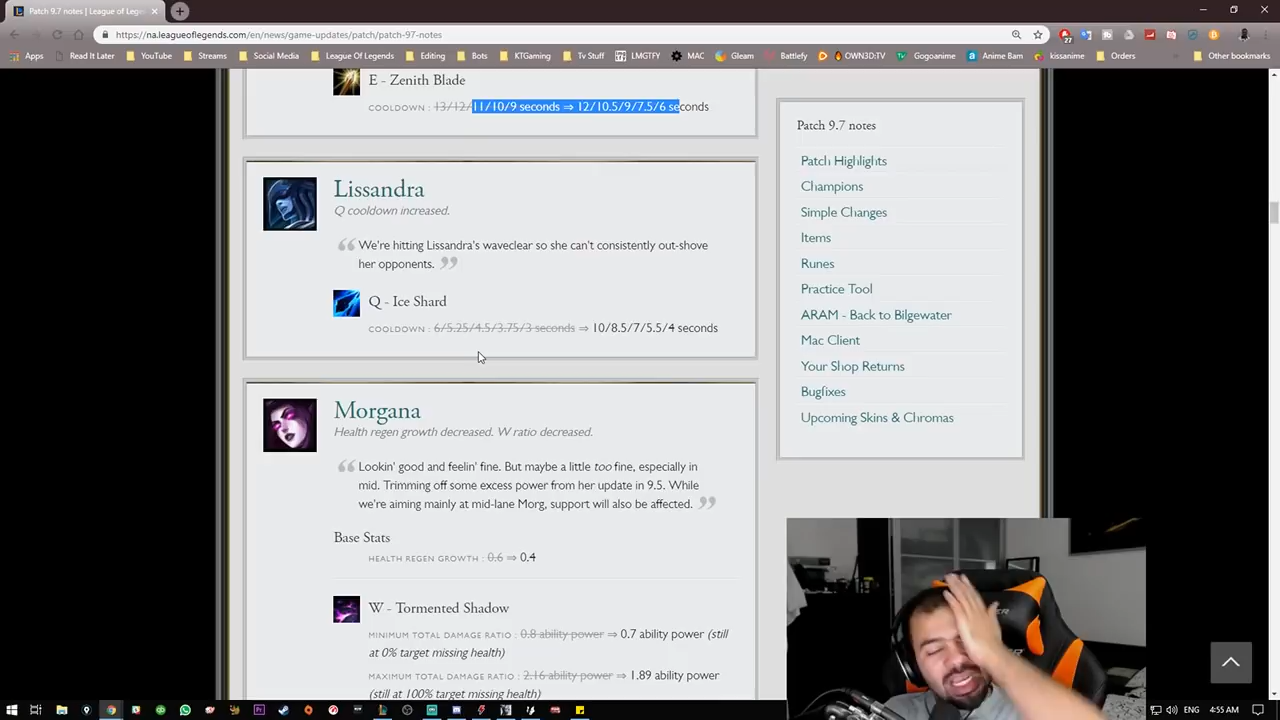 Patch 9.7 notes | League of Leg
https://na.leagueoflegends.com/en/news/game-updates/patch/patch-97-notes
27
Apps Read It Later YouTube Streams Social Media League Of Legends Editing Bots KTGaming Tv Stuff LMGTFY MAC Gleam Battlefy OWN3D:TV Gogoanime Anime Bam kissanime Orders Other bookmarks
E - Zenith Blade
COOLDOWN : 13/12/11/10/9 seconds ⇒ 12/10.5/9/7.5/6 seconds
Lissandra
Q cooldown increased.
We're hitting Lissandra's waveclear so she can't consistently out-shove
her opponents.
Q - Ice Shard
COOLDOWN : 6/5.25/4.5/3.75/3 seconds ⇒ 10/8.5/7/5.5/4 seconds
Morgana
Health regen growth decreased. W ratio decreased.
Lookin' good and feelin' fine. But maybe a little too fine, especially in
mid. Trimming off some excess power from her update in 9.5. While
we're aiming mainly at mid-lane Morg, support will also be affected.
Base Stats
HEALTH REGEN GROWTH : 0.6 ⇒ 0.4
W - Tormented Shadow
MINIMUM TOTAL DAMAGE RATIO : 0.8 ability power ⇒ 0.7 ability power (still
at 0% target missing health)
MAXIMUM TOTAL DAMAGE RATIO : 2.16 ability power ⇒ 1.89 ability power
(still at 100% target missing health)
Patch 9.7 notes
Patch Highlights
Champions
Simple Changes
Items
Runes
Practice Tool
ARAM - Back to Bilgewater
Mac Client
Your Shop Returns
Bugfixes
Upcoming Skins & Chromas
ENG 4:55 AM